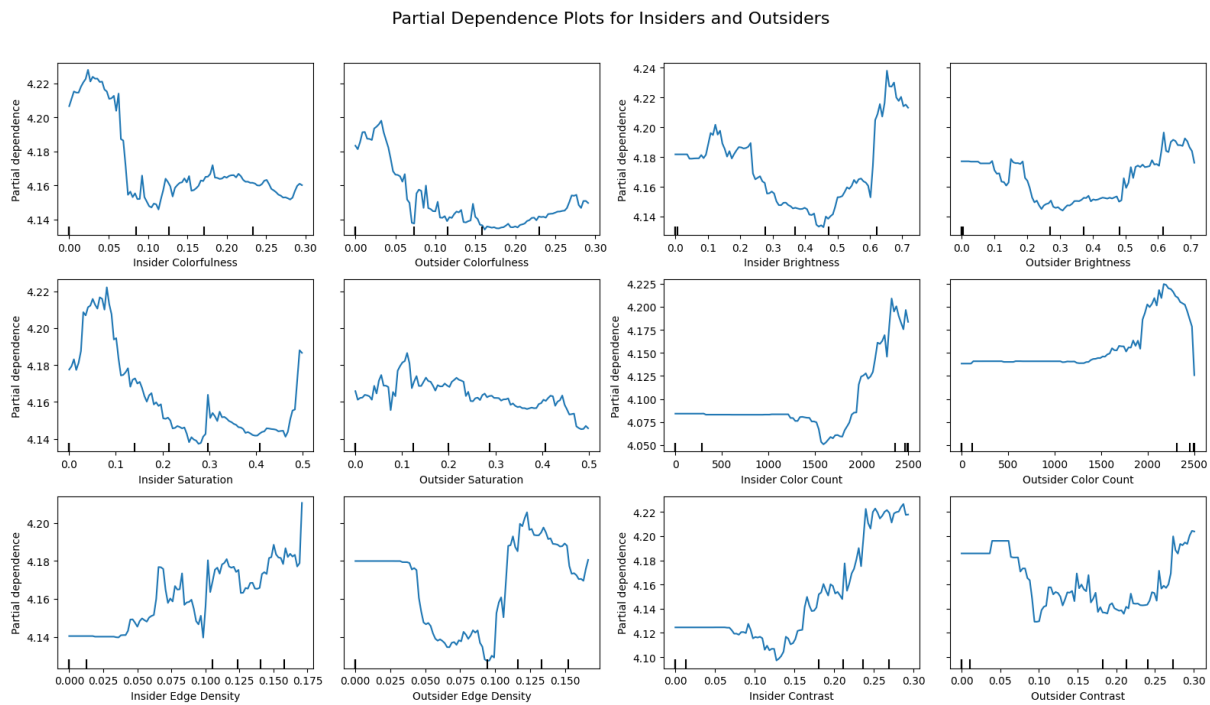 Partial Dependence Plots for Insiders and Outsiders
Partial dependence
4.22
4.20
4.18
4.16
4.14
0.00 0.05 0.10 0.15 0.20 0.25 0.30
Insider Colorfulness
0.00 0.05 0.10 0.15 0.20 0.25 0.30
Outsider Colorfulness
Partial dependence
4.24
4.22
4.20
4.18
4.16
4.14
0.0 0.1 0.2 0.3 0.4 0.5 0.6 0.7
Insider Brightness
0.0 0.1 0.2 0.3 0.4 0.5 0.6 0.7
Outsider Brightness
Partial dependence
4.22
4.20
4.18
4.16
4.14
0.0 0.1 0.2 0.3 0.4 0.5
Insider Saturation
0.0 0.1 0.2 0.3 0.4 0.5
Outsider Saturation
Partial dependence
4.225
4.200
4.175
4.150
4.125
4.100
4.075
4.050
0 500 1000 1500 2000 2500
Insider Color Count
0 500 1000 1500 2000 2500
Outsider Color Count
Partial dependence
4.20
4.18
4.16
4.14
0.000 0.025 0.050 0.075 0.100 0.125 0.150 0.175
Insider Edge Density
0.00 0.05 0.10 0.15
Outsider Edge Density
Partial dependence
4.22
4.20
4.18
4.16
4.14
4.12
4.10
0.00 0.05 0.10 0.15 0.20 0.25 0.30
Insider Contrast
0.00 0.05 0.10 0.15 0.20 0.25 0.30
Outsider Contrast